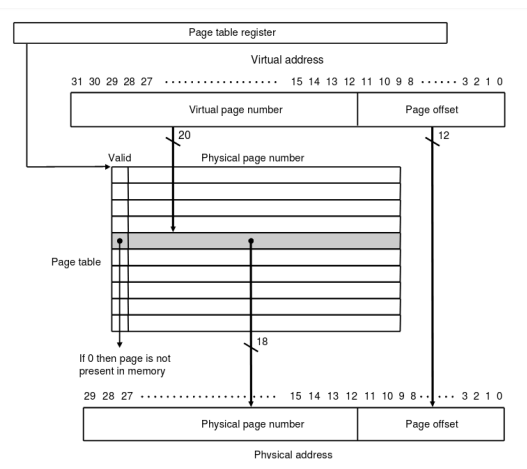 Page table register
Virtual address
31 30 29 28 27 .................. 15 14 13 12 11 10 9 8 ...... 3 2 1 0
Virtual page number Page offset
20 12
Valid Physical page number
Page table
18
If 0 then page is not
present in memory
29 28 27 ...................... 15 14 13 12 11 10 9 8 ...... 3 2 1 0
Physical page number Page offset
Physical address